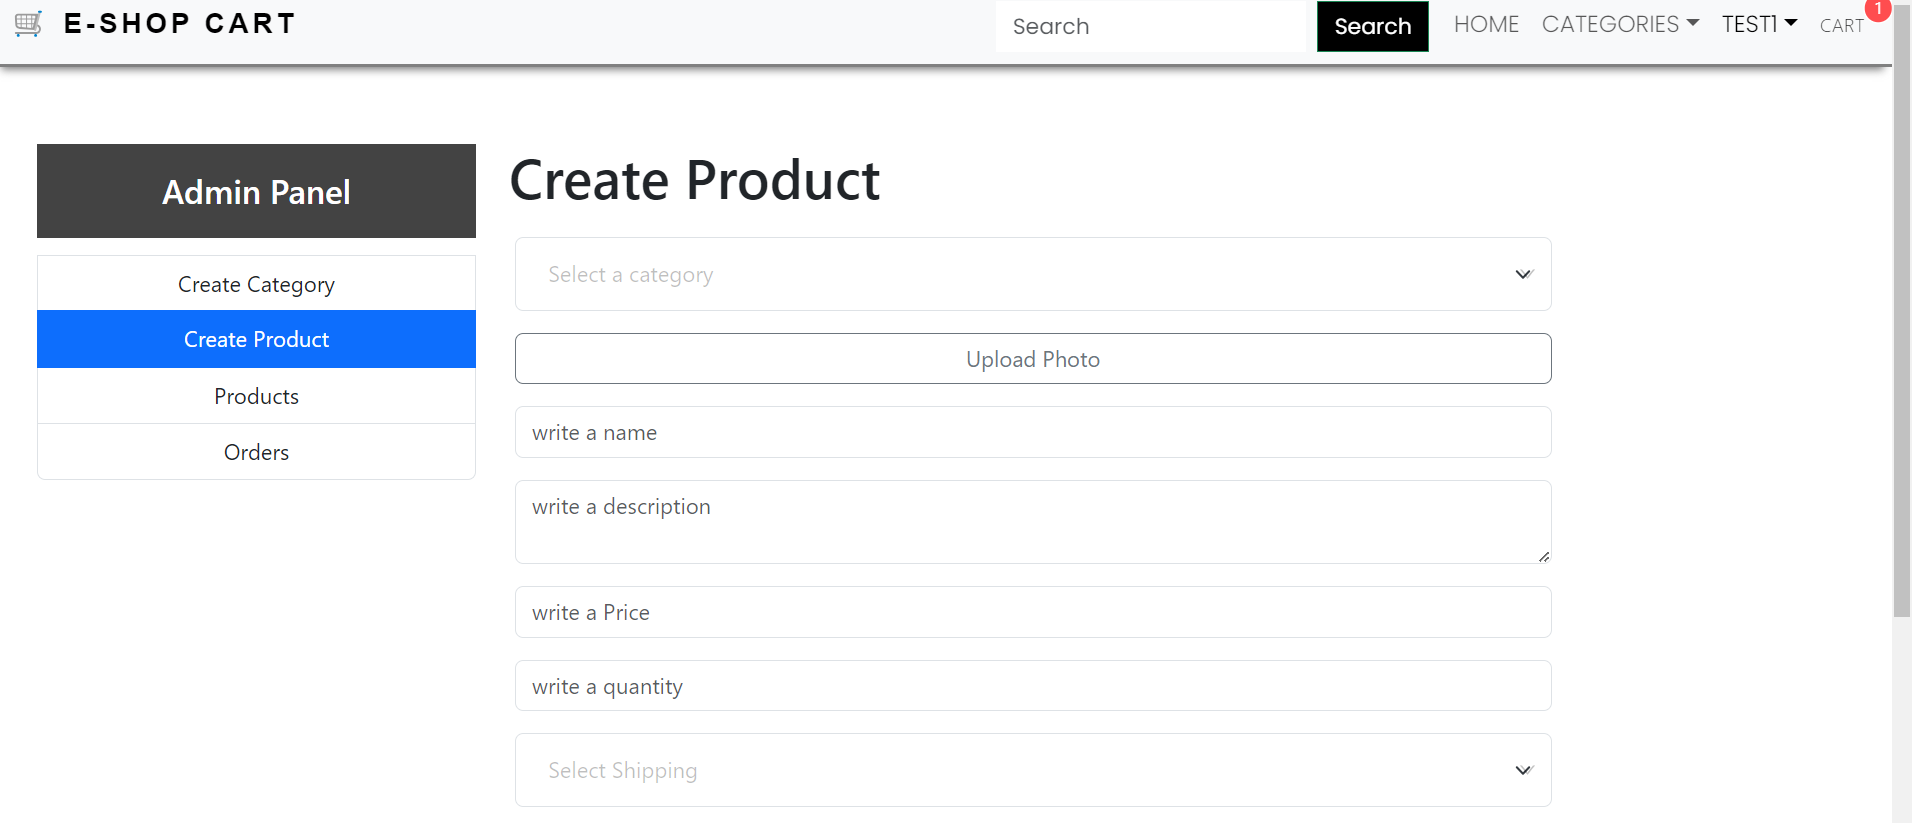 E-SHOP CART
Search
Search
HOME
CATEGORIES
TEST1
CART
1
Admin Panel
Create Category
Create Product
Products
Orders
Create Product
Select a category
Upload Photo
write a name
write a description
write a Price
write a quantity
Select Shipping